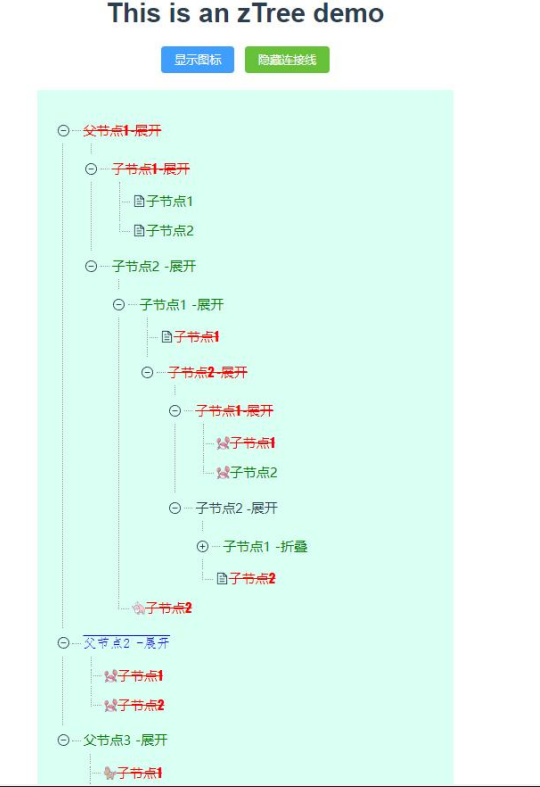 This is an zTree demo
显示图标 隐藏连接线
父节点1-展开
子节点1-展开
子节点1
子节点2
子节点2 -展开
子节点1 -展开
子节点1
子节点2-展开
子节点1-展开
子节点1
子节点2
子节点2 -展开
子节点1 -折叠
子节点2
子节点2
父节点2 -展开
子节点1
子节点2
父节点3 -展开
子节点1